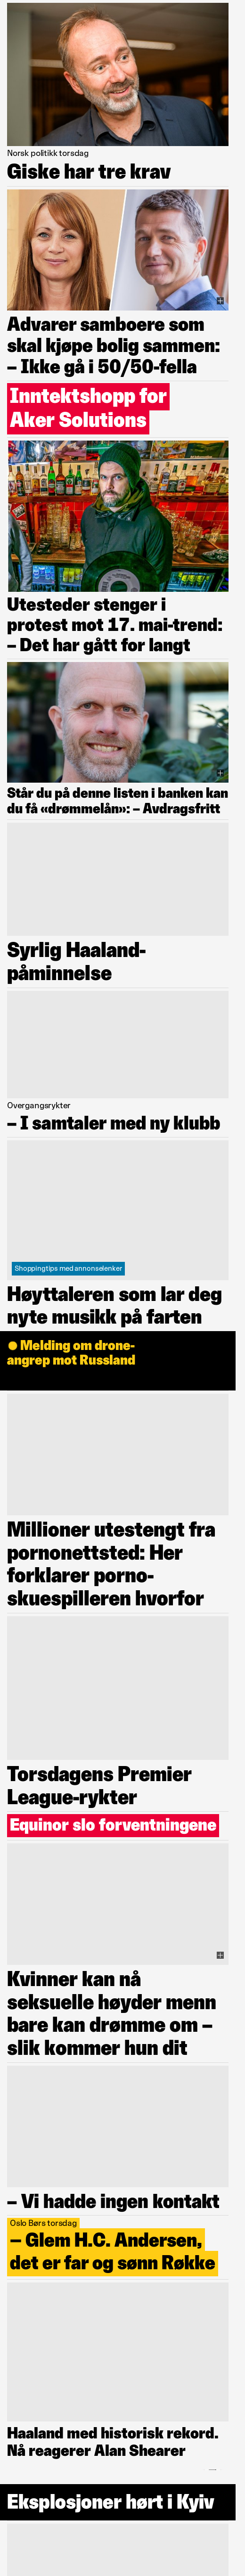 Norsk politikk torsdag
Giske har tre krav
Advarer samboere som
skal kjøpe bolig sammen:
– Ikke gå i 50/50-fella
Inntektshopp for
Aker Solutions
Utesteder stenger i
protest mot 17. mai-trend:
– Det har gått for langt
Står du på denne listen i banken kan
du få «drømmelån»: – Avdragsfritt
Syrlig Haaland-
påminnelse
Overgangsrykter
– I samtaler med ny klubb
Shoppingtips med annonselenker
Høyttaleren som lar deg
nyte musikk på farten
Melding om drone-
angrep mot Russland
Millioner utestengt fra
pornonettsted: Her
forklarer porno-
skuespilleren hvorfor
Torsdagens Premier
League-rykter
Equinor slo forventningene
Kvinner kan nå
seksuelle høyder menn
bare kan drømme om –
slik kommer hun dit
– Vi hadde ingen kontakt
Oslo Børs torsdag
– Glem H.C. Andersen,
det er far og sønn Røkke
Haaland med historisk rekord.
Nå reagerer Alan Shearer
Eksplosjoner hørt i Kyiv